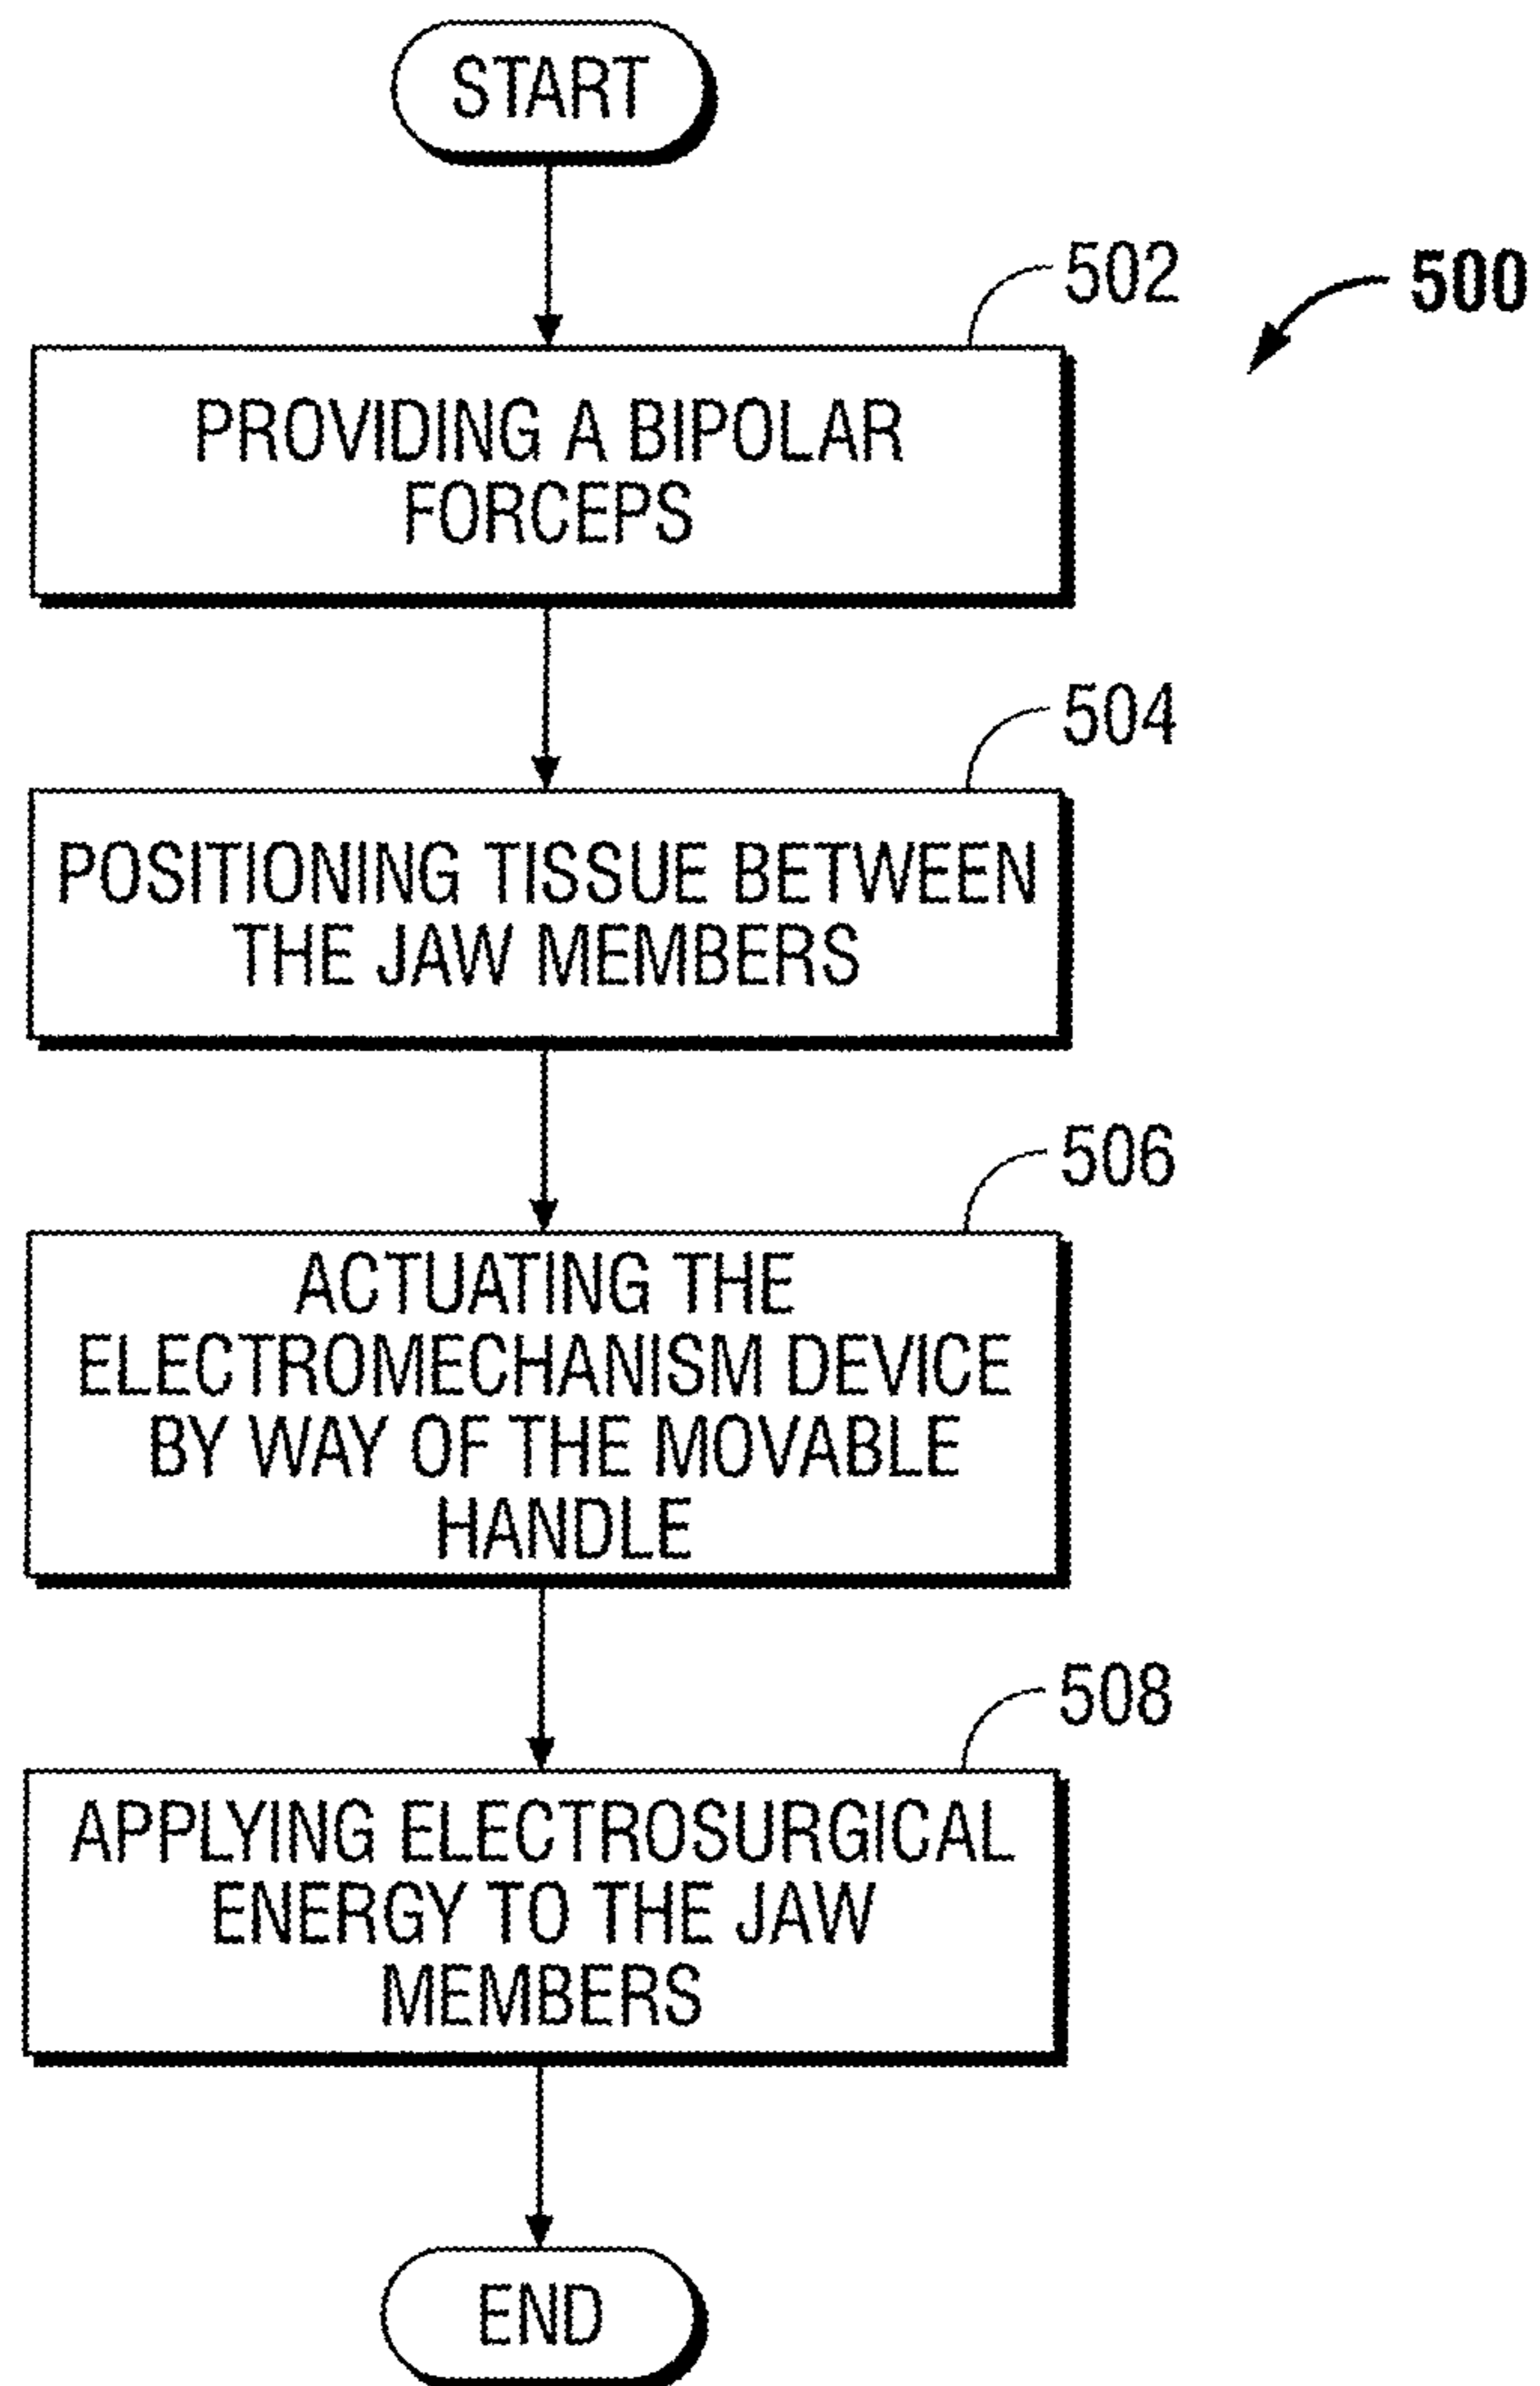 START
502
500
PROVIDING A BIPOLAR
FORCEPS
504
POSITIONING TISSUE BETWEEN
THE JAW MEMBERS
506
ACTUATING THE
ELECTROMECHANISM DEVICE
BY WAY OF THE MOVABLE
HANDLE
508
APPLYING ELECTROSURGICAL
ENERGY TO THE JAW
MEMBERS
END